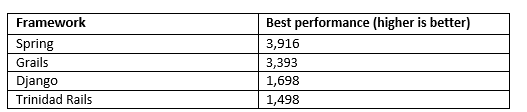 Framework Best performance (higher is better)
Spring 3,916
Grails 3,393
Django 1,698
Trinidad Rails 1,498